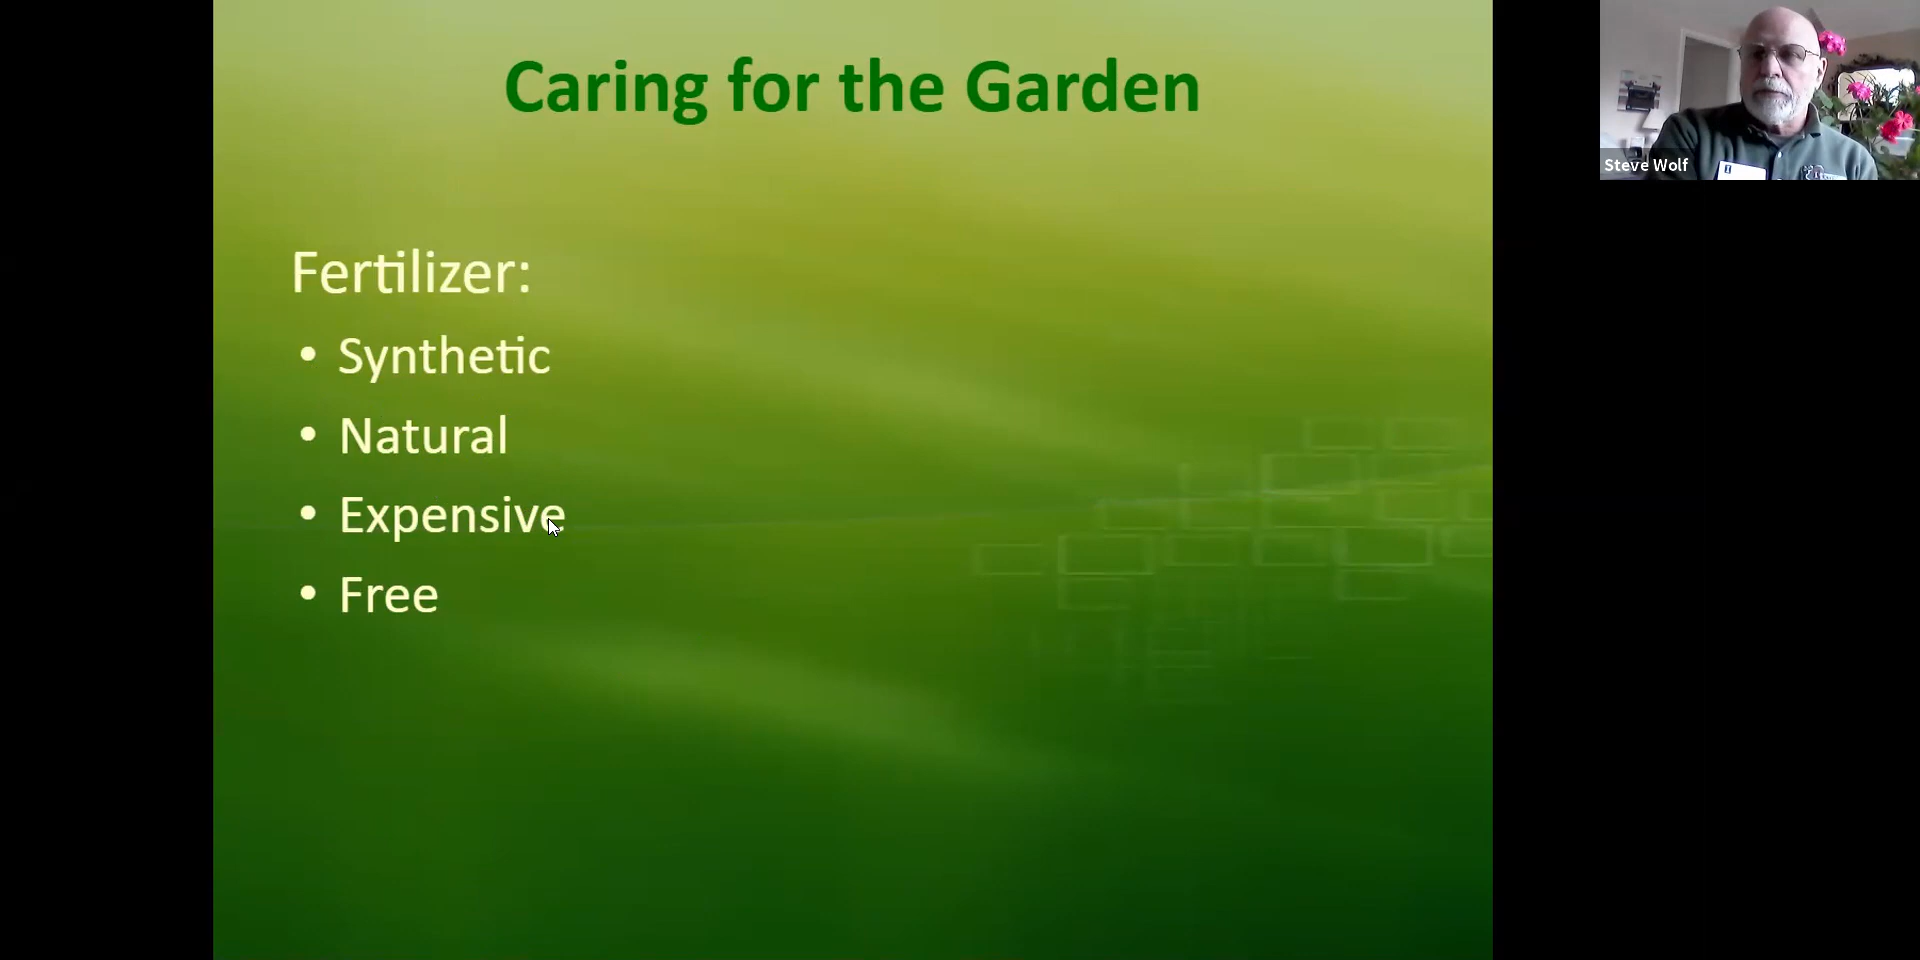 Caring for the Garden
Steve Wolf
Fertilizer:
• Synthetic
• Natural
• Expensive
• Free